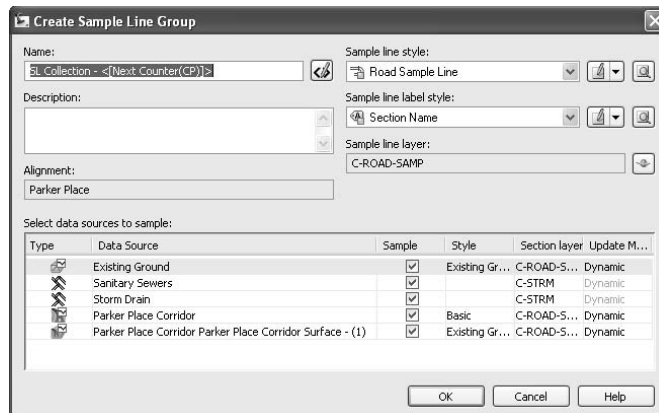 Create Sample Line Group
Name:
SL Collection - <[Next Counter(CP)]>
Description:
Alignment:
Parker Place
Sample line style:
Road Sample Line
Sample line label style:
Section Name
Sample line layer:
C-ROAD-SAMP
Select data sources to sample:
Type Data Source Sample Style Section layer Update M...
Existing Ground Existing Gr... C-ROAD-S... Dynamic
Sanitary Sewers C-STRM Dynamic
Storm Drain C-STRM Dynamic
Parker Place Corridor Basic C-ROAD-S... Dynamic
Parker Place Corridor Parker Place Corridor Surface - (1) Existing Gr... C-ROAD-S... Dynamic
OK Cancel Help